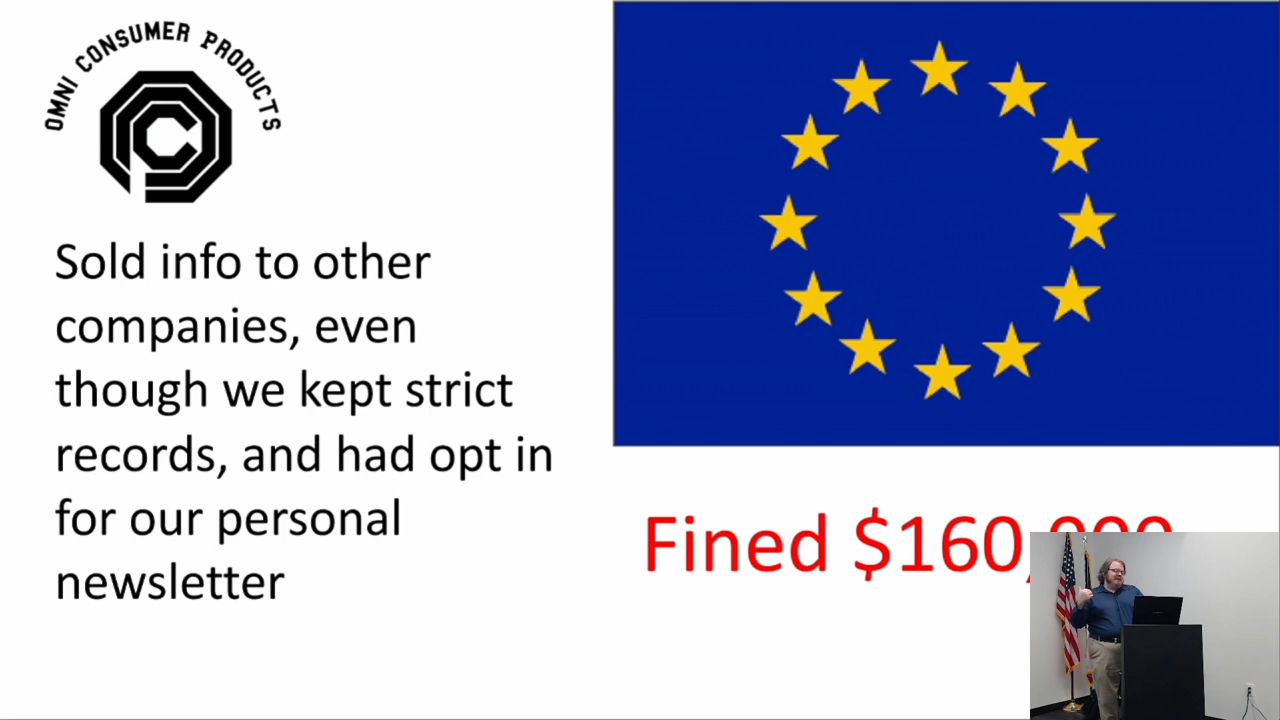 OMNI CONSUMER PRODUCTS
Sold info to other
companies, even
though we kept strict
records, and had opt in
for our personal
newsletter
Fined $160,000